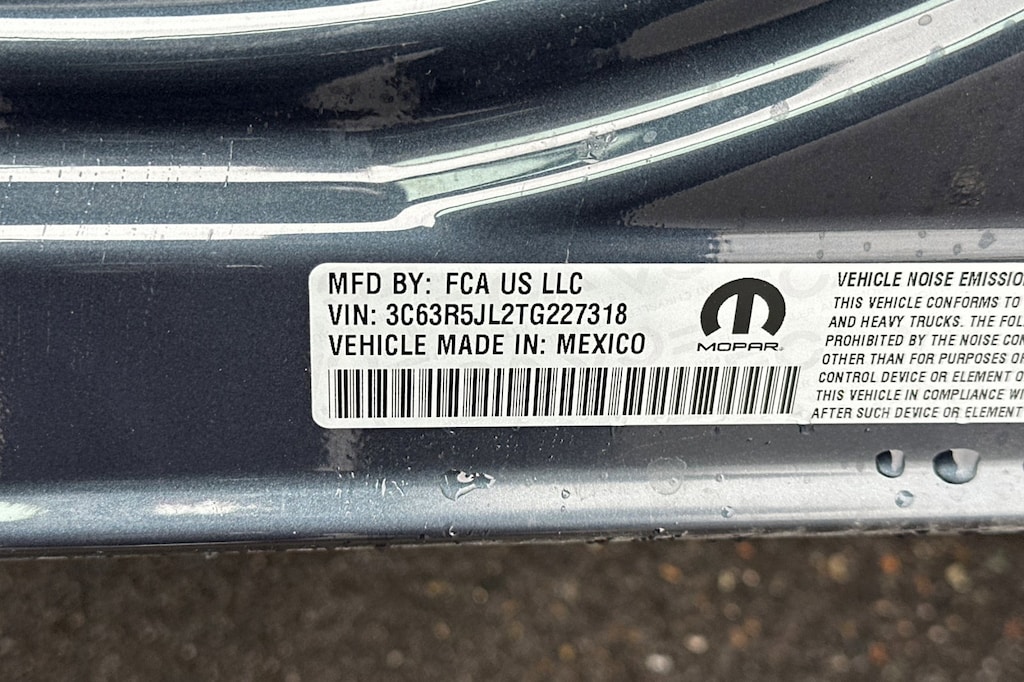 MFD BY: FCA US LLC
VIN: 3C63R5JL2TG227318
VEHICLE MADE IN: MEXICO
MOPAR
VEHICLE NOISE EMISSIO
THIS VEHICLE CONFORMS TO
AND HEAVY TRUCKS. THE FOL
PROHIBITED BY THE NOISE CON
OTHER THAN FOR PURPOSES O
CONTROL DEVICE OR ELEMENT O
THIS VEHICLE IN COMPLIANCE WI
AFTER SUCH DEVICE OR ELEMENT